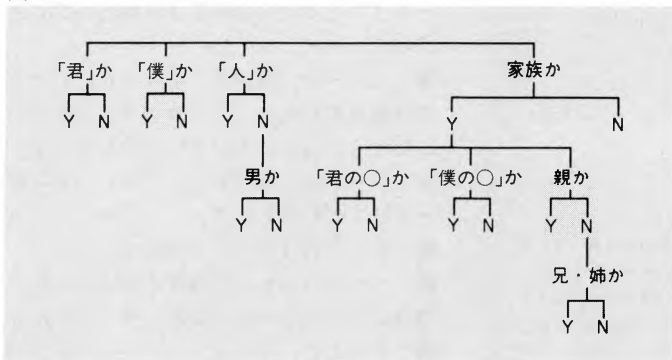 「君」か 「僕」か 「人」か 家族か
Y N Y N Y N Y N
男か 「君の○」か 「僕の○」か 親か
Y N Y N Y N Y N
兄・姉か
Y N